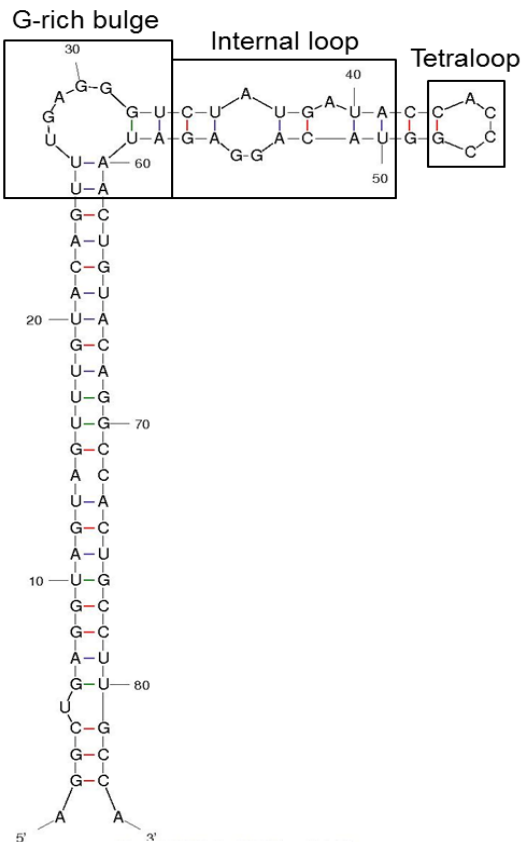 G-rich bulge
Internal loop
Tetraloop
30
A G G G
G U C U A U G A U A C C A C
40
G
U
U A G A G G A C A U G G C C
U A 60
50
U A
G C
A U
C G
A U
20 U A
G C
U A
U G
U G 70
G C
A C
U A
G C
A U
10 U G
G C
G C
A U
G U 80
U
C G
G C
G C
A A
5' 3'